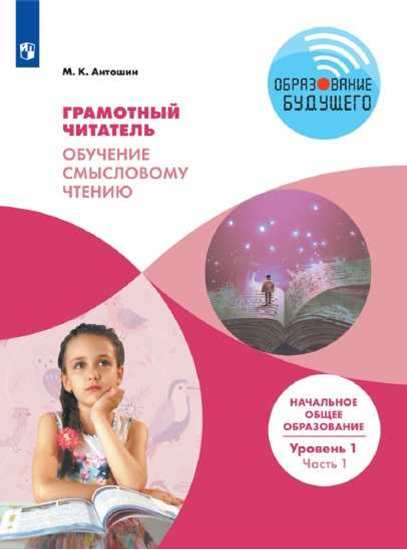 М. К. Антошин
ГРАМОТНЫЙ
ЧИТАТЕЛЬ
ОБУЧЕНИЕ
СМЫСЛОВОМУ
ЧТЕНИЮ
ОБРАЗОВАНИЕ
БУДУЩЕГО
НАЧАЛЬНОЕ
ОБЩЕЕ
ОБРАЗОВАНИЕ
Уровень 1
Часть 1